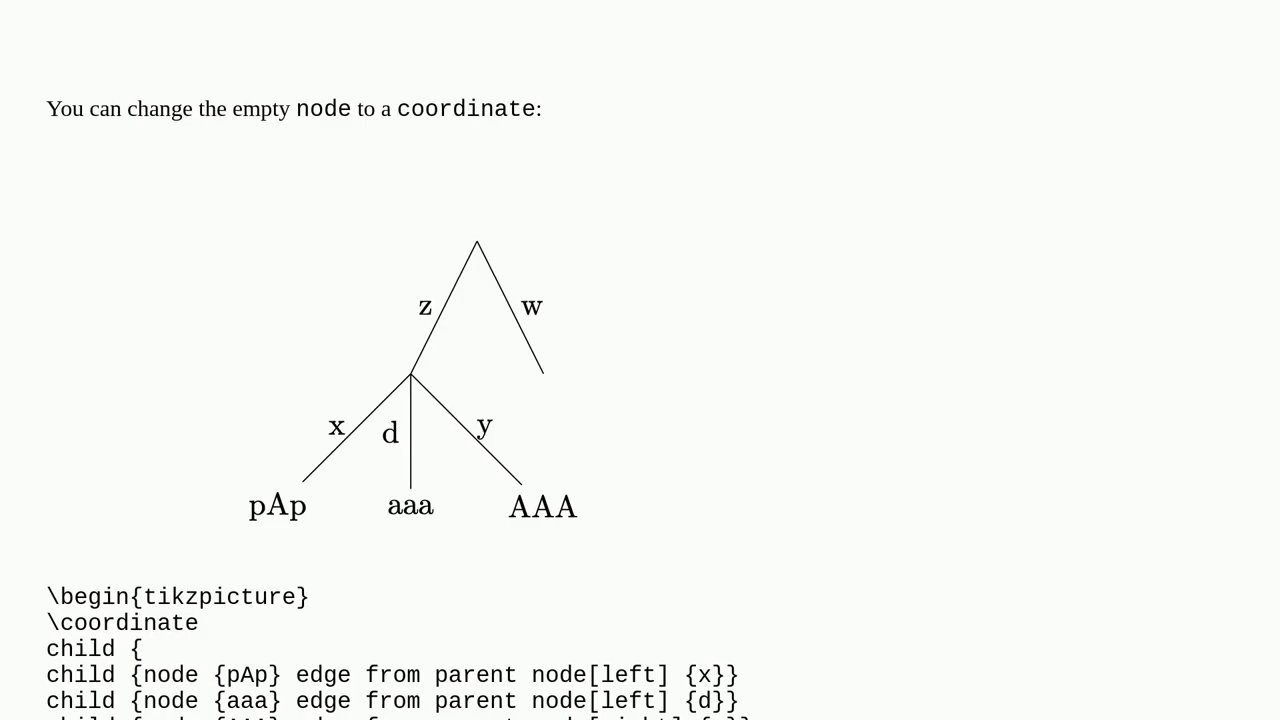 You can change the empty node to a coordinate:
z w
x d y
pAp aaa AAA
\begin{tikzpicture}
\coordinate
child {
child {node {pAp} edge from parent node[left] {x}}
child {node {aaa} edge from parent node[left] {d}}